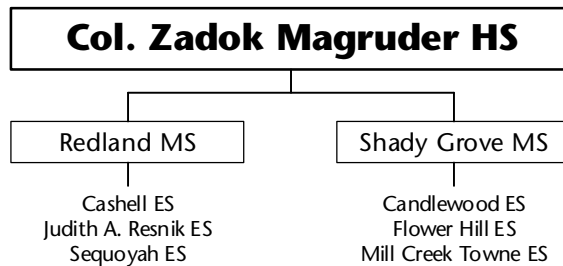 Col. Zadok Magruder HS
Redland MS
Cashell ES
Judith A. Resnik ES
Sequoyah ES
Shady Grove MS
Candlewood ES
Flower Hill ES
Mill Creek Towne ES